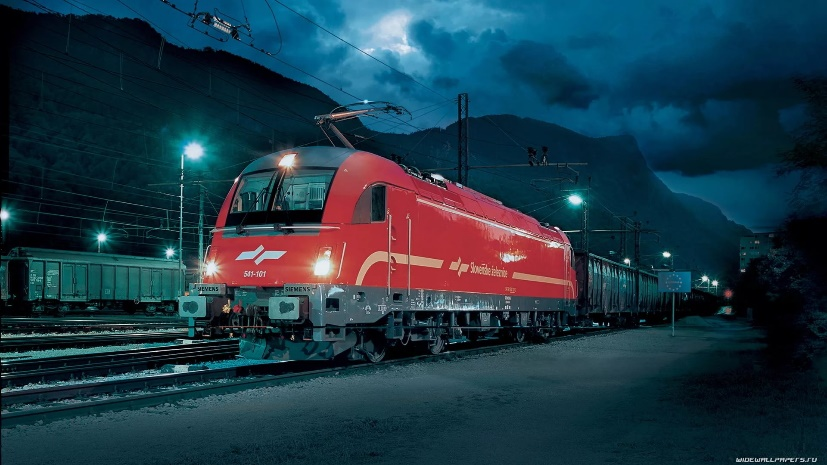 541-101
SIEMENS
SIEMENS
Slovenske železnice
WIDEWALLPAPERS.RU